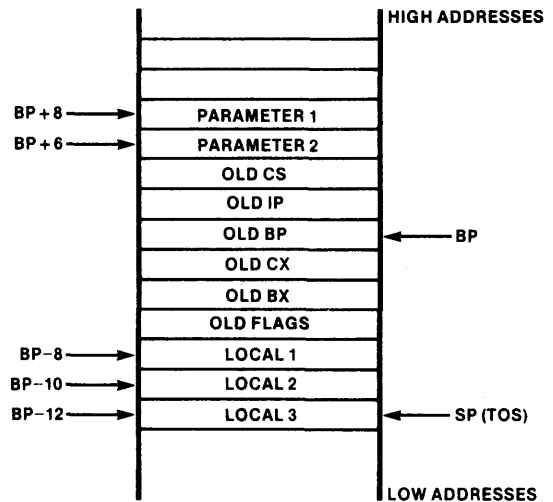 HIGH ADDRESSES
BP+8
PARAMETER 1
BP+6
PARAMETER 2
OLD CS
OLD IP
OLD BP
BP
OLD CX
OLD BX
OLD FLAGS
BP-8
LOCAL 1
BP-10
LOCAL 2
BP-12
LOCAL 3
SP (TOS)
LOW ADDRESSES